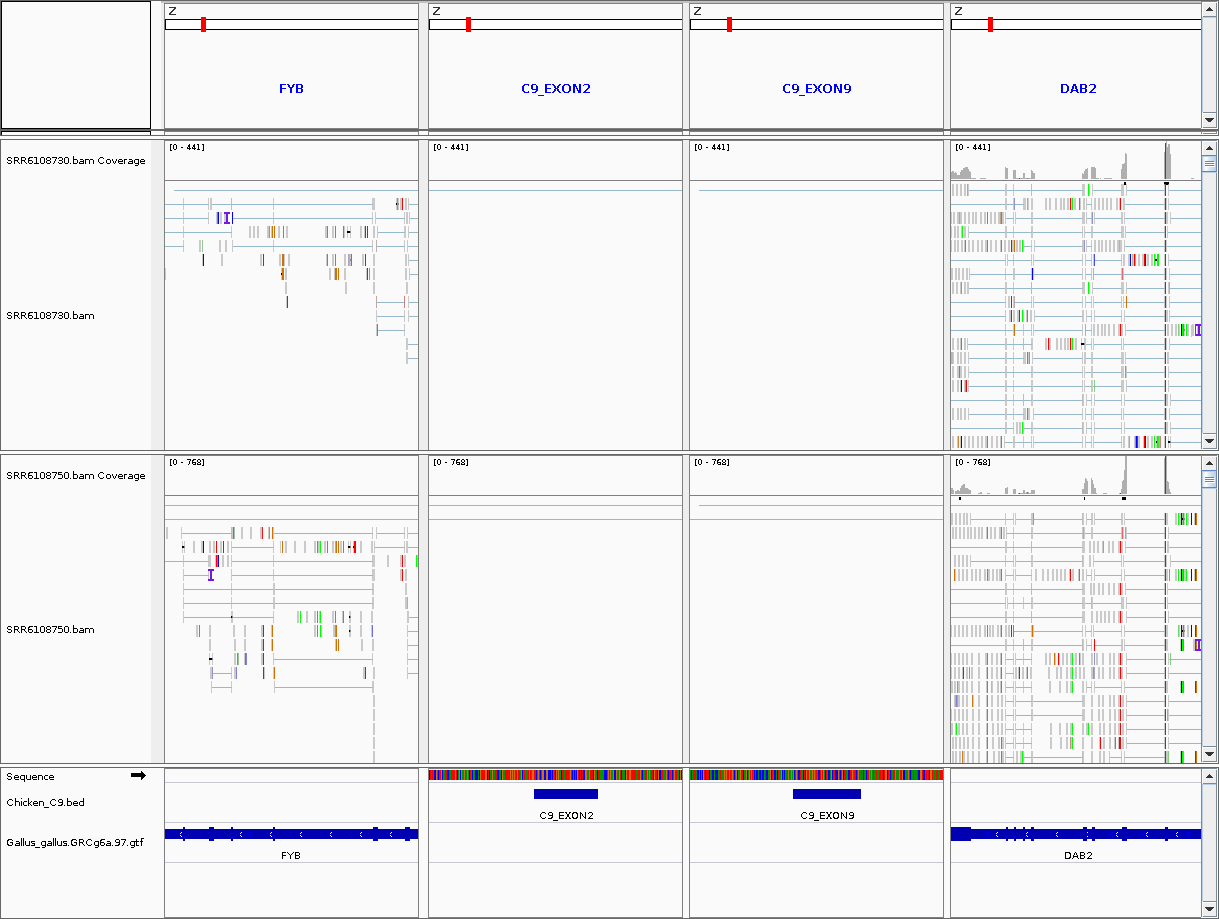 Z Z Z Z
FYB C9_EXON2 C9_EXON9 DAB2
[0 - 441] [0 - 441] [0 - 441] [0 - 441]
SRR6108730.bam Coverage
SRR6108730.bam
[0 - 768] [0 - 768] [0 - 768] [0 - 768]
SRR6108750.bam Coverage
SRR6108750.bam
Sequence
Chicken_C9.bed
C9_EXON2 C9_EXON9
Gallus_gallus.GRCg6a.97.gtf
FYB DAB2